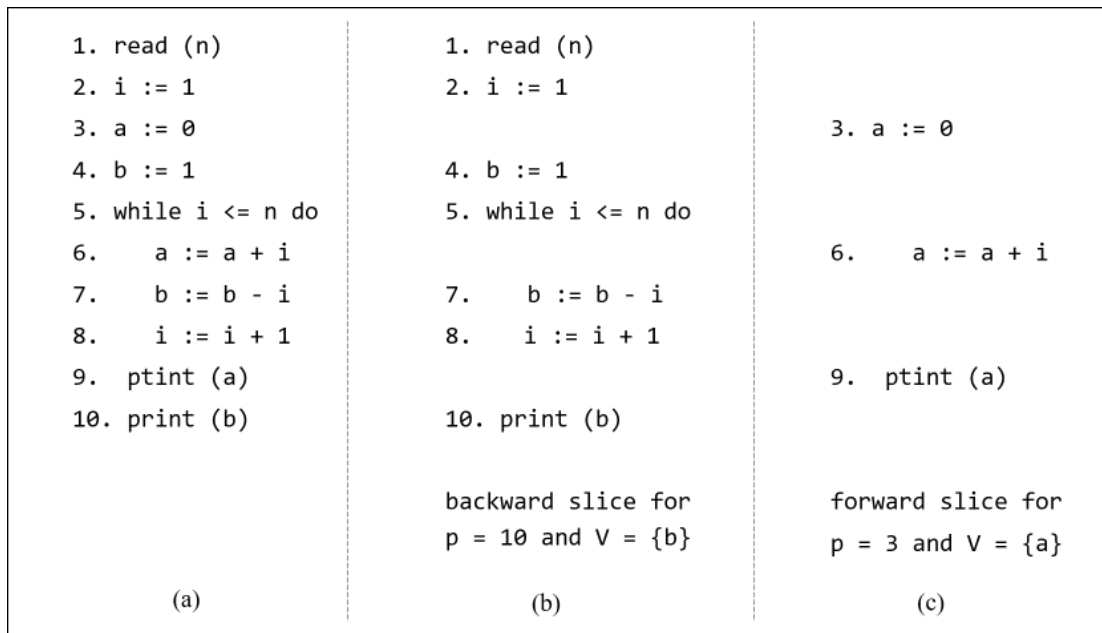 1. read (n)
2. i := 1
3. a := 0
4. b := 1
5. while i <= n do
6. a := a + i
7. b := b - i
8. i := i + 1
9. ptint (a)
10. print (b)
(a)
1. read (n)
2. i := 1
4. b := 1
5. while i <= n do
7. b := b - i
8. i := i + 1
10. print (b)
backward slice for
p = 10 and V = {b}
(b)
3. a := 0
6. a := a + i
9. ptint (a)
forward slice for
p = 3 and V = {a}
(c)